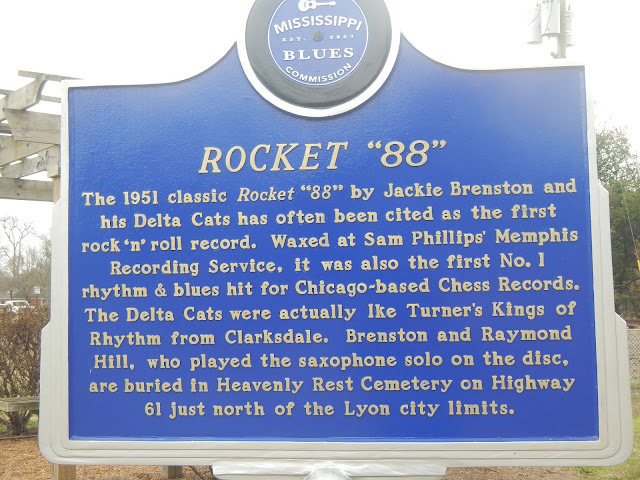 MISSISSIPPI
EST. 2003
BLUES
COMMISSION
ROCKET "88"
The 1951 classic Rocket "88" by Jackie Brenston and
his Delta Cats has often been cited as the first
rock 'n' roll record. Waxed at Sam Phillips' Memphis
Recording Service, it was also the first No. 1
rhythm & blues hit for Chicago-based Chess Records.
The Delta Cats were actually Ike Turner's Kings of
Rhythm from Clarksdale. Brenston and Raymond
Hill, who played the saxophone solo on the disc,
are buried in Heavenly Rest Cemetery on Highway
61 just north of the Lyon city limits.